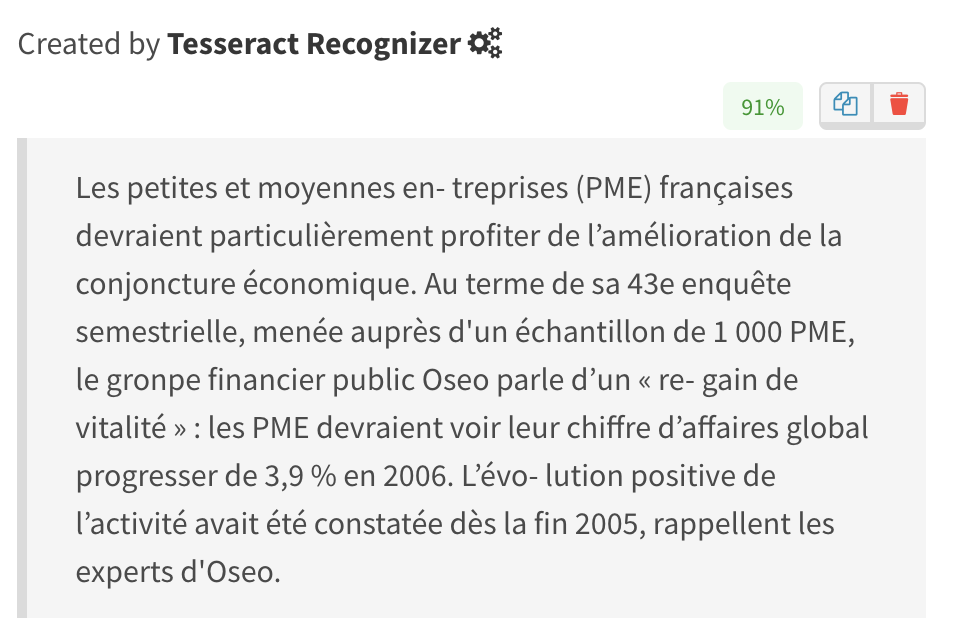 Created by Tesseract Recognizer
91%
Les petites et moyennes en- treprises (PME) françaises
devraient particulièrement profiter de l’amélioration de la
conjoncture économique. Au terme de sa 43e enquête
semestrielle, menée auprès d'un échantillon de 1 000 PME,
le gronpe financier public Oseo parle d’un « re- gain de
vitalité » : les PME devraient voir leur chiffre d’affaires global
progresser de 3,9 % en 2006. L’évo- lution positive de
l’activité avait été constatée dès la fin 2005, rappellent les
experts d'Oseo.